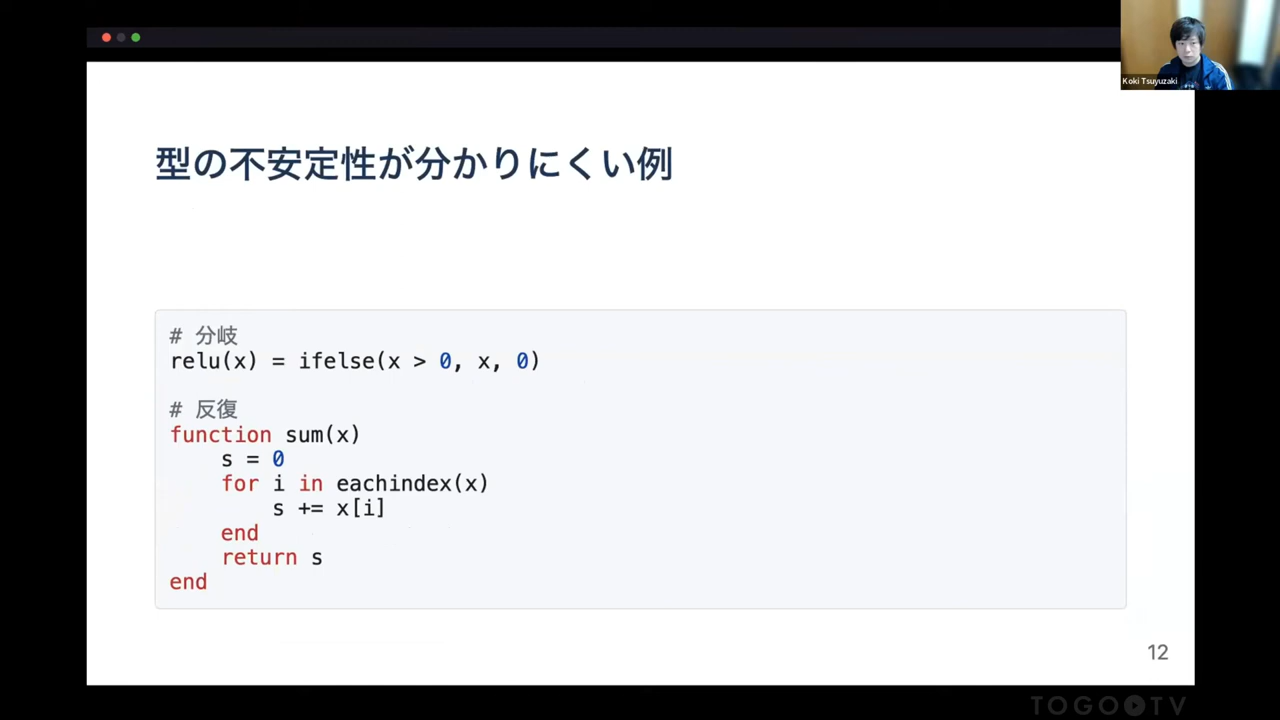 Koki Tsuyuzaki
型の不安定性が分かりにくい例
# 分岐
relu(x) = ifelse(x > 0, x, 0)
# 反復
function sum(x)
    s = 0
    for i in eachindex(x)
        s += x[i]
    end
    return s
end
12
TOGO TV